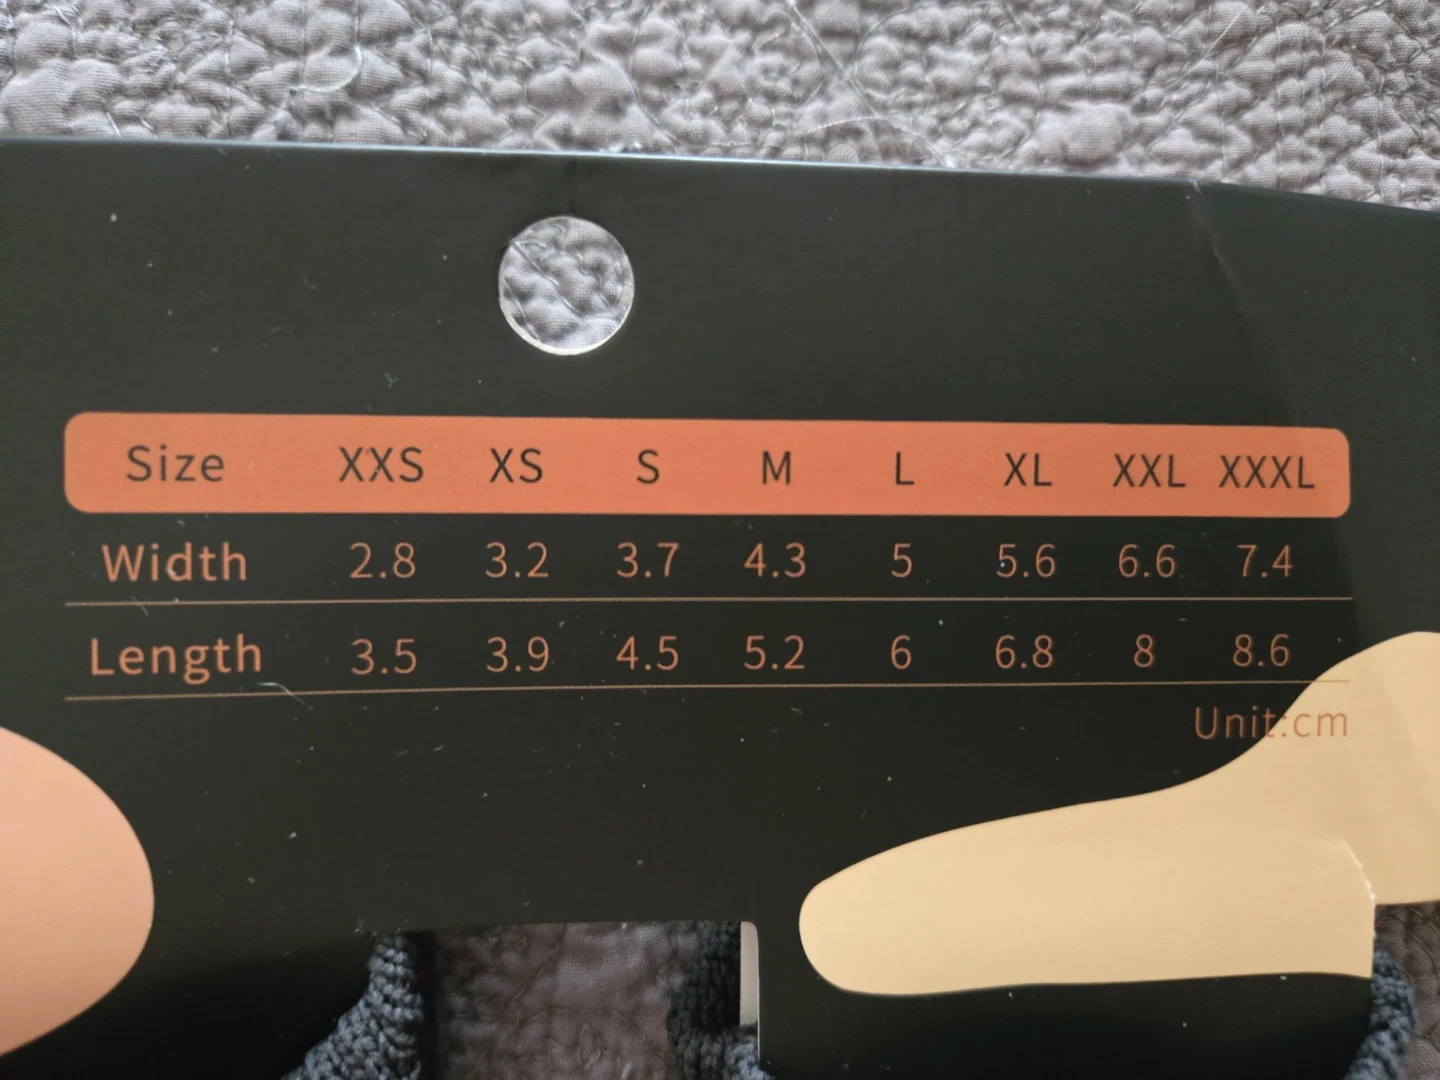 Size XXS XS S M L XL XXL XXXL
Width 2.8 3.2 3.7 4.3 5 5.6 6.6 7.4
Length 3.5 3.9 4.5 5.2 6 6.8 8 8.6
Unit:cm